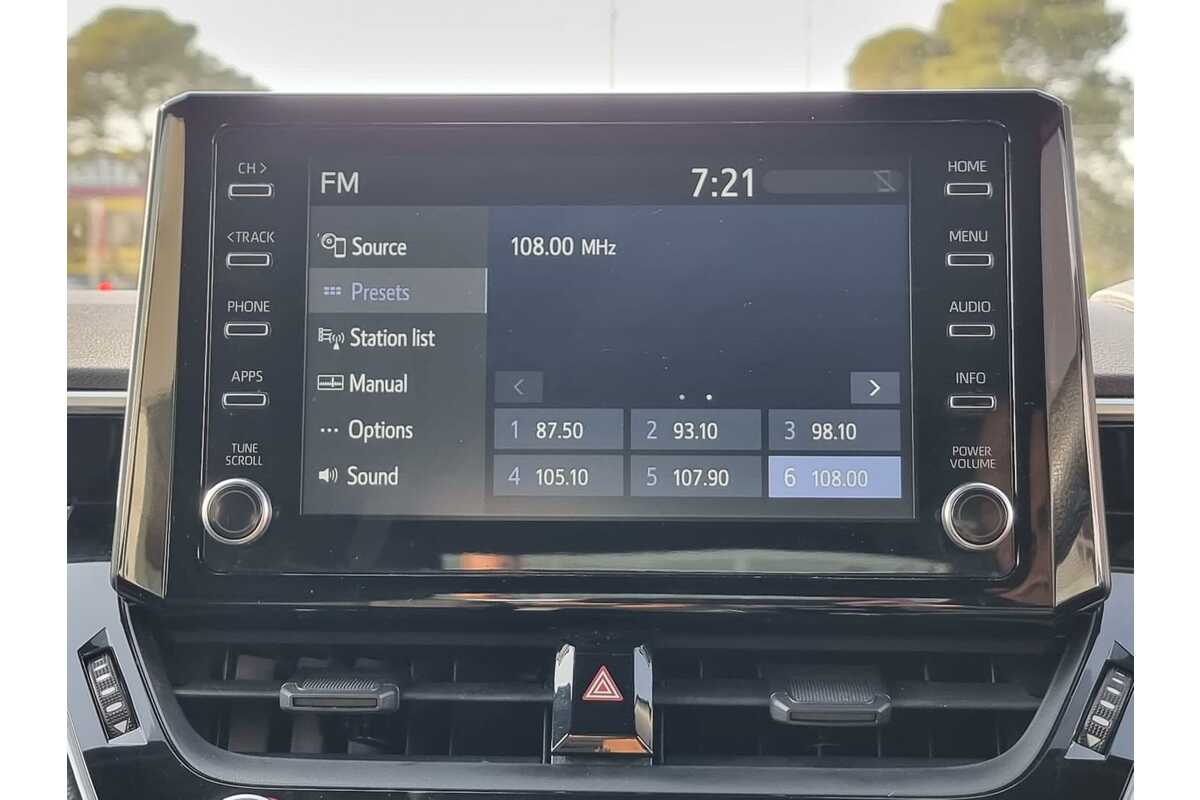 CH >
<TRACK
PHONE
APPS
TUNE
SCROLL
FM
7:21
Source
Presets
Station list
Manual
Options
Sound
108.00 MHz
< >
1 87.50
2 93.10
3 98.10
4 105.10
5 107.90
6 108.00
HOME
MENU
AUDIO
INFO
POWER
VOLUME